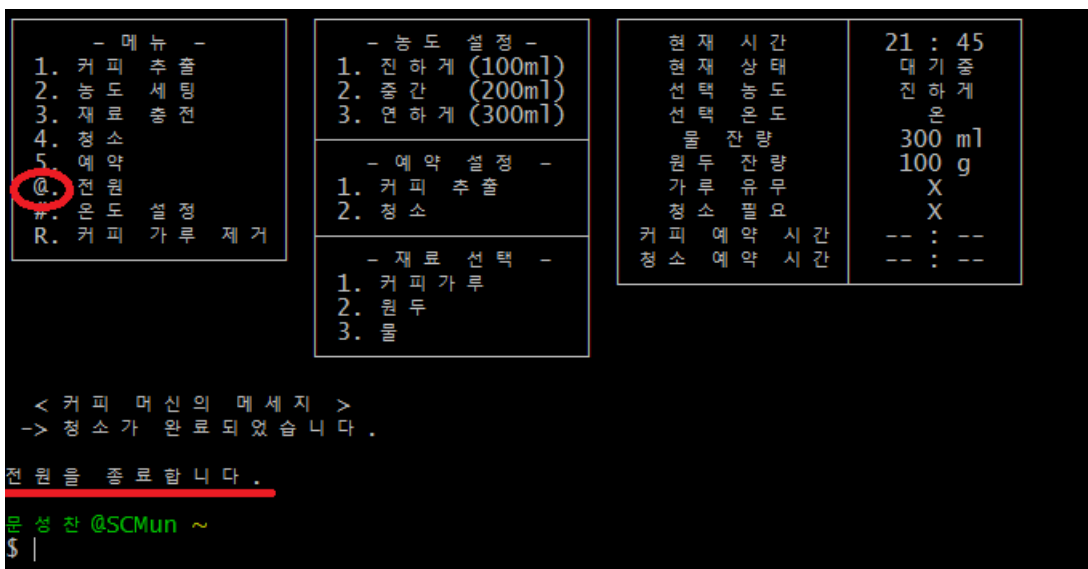 - 메뉴 -
1. 커피 추출
2. 농도 세팅
3. 재료 충전
4. 청소
5. 예약
@. 전원
#. 온도 설정
R. 커피 가루 제거
- 농도 설정 -
1. 진하게 (100ml)
2. 중간 (200ml)
3. 연하게 (300ml)
- 예약 설정 -
1. 커피 추출
2. 청소
- 재료 선택 -
1. 커피가루
2. 원두
3. 물
현재 시간 21 : 45
현재 상태 대기중
선택 농도 진하게
선택 온도 온
물 잔량 300 ml
원두 잔량 100 g
가루 유무 X
청소 필요 X
커피 예약 시간 -- : --
청소 예약 시간 -- : --
< 커피 머신의 메세지 >
-> 청소가 완료되었습니다.
전원을 종료합니다.
문성찬@SCMun ~
$